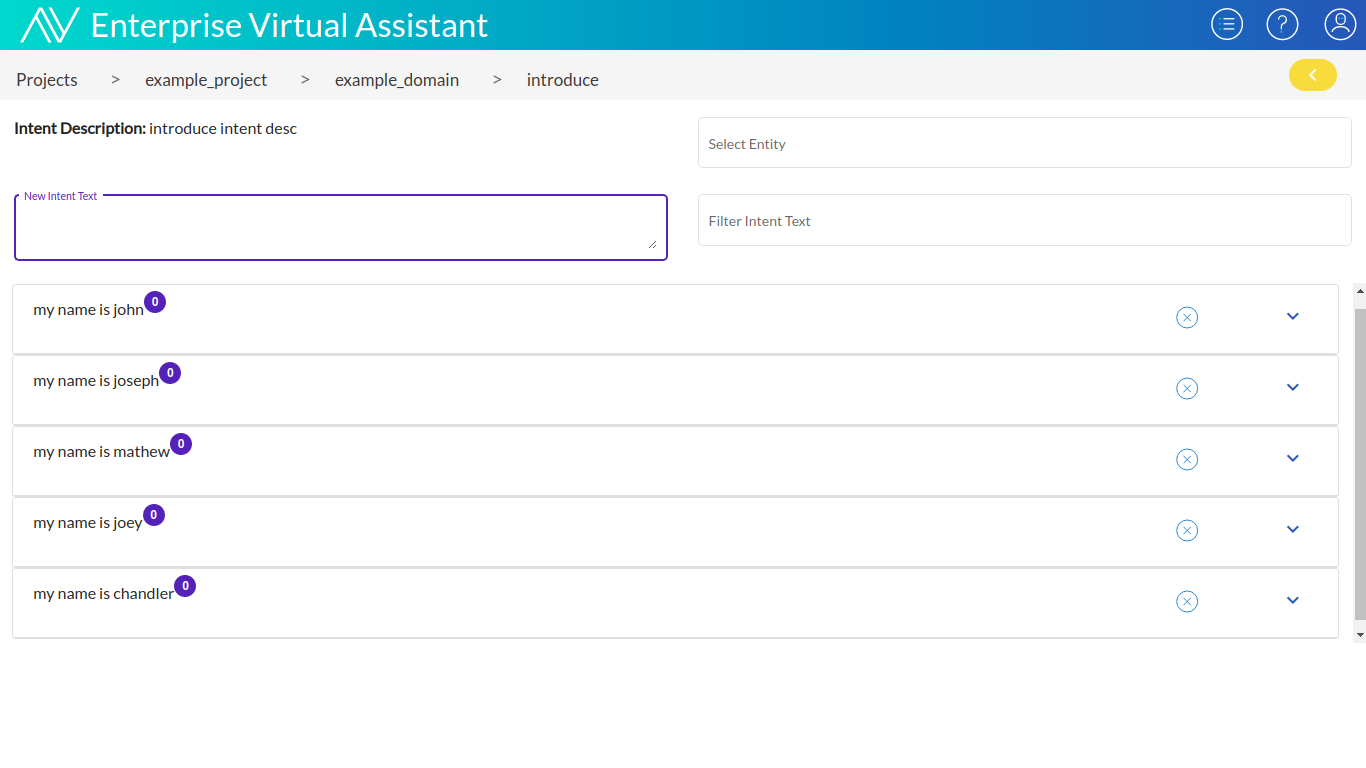 Enterprise Virtual Assistant
?
Projects > example_project > example_domain > introduce
Intent Description: introduce intent desc
Select Entity
New Intent Text
Filter Intent Text
my name is john 0
my name is joseph 0
my name is mathew 0
my name is joey 0
my name is chandler 0